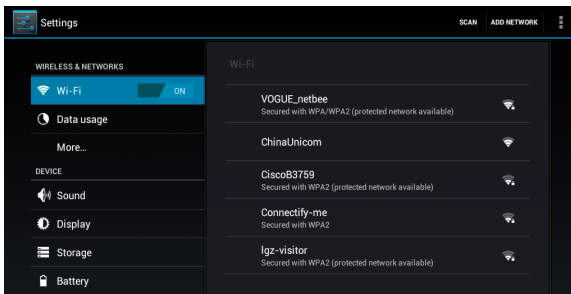 Settings
SCAN
ADD NETWORK
WIRELESS & NETWORKS
Wi-Fi
ON
Data usage
More...
DEVICE
Sound
Display
Storage
Battery
Wi-Fi
VOGUE_netbee
Secured with WPA/WPA2 (protected network available)
ChinaUnicom
CiscoB3759
Secured with WPA2 (protected network available)
Connectify-me
Secured with WPA2
lgz-visitor
Secured with WPA2 (protected network available)